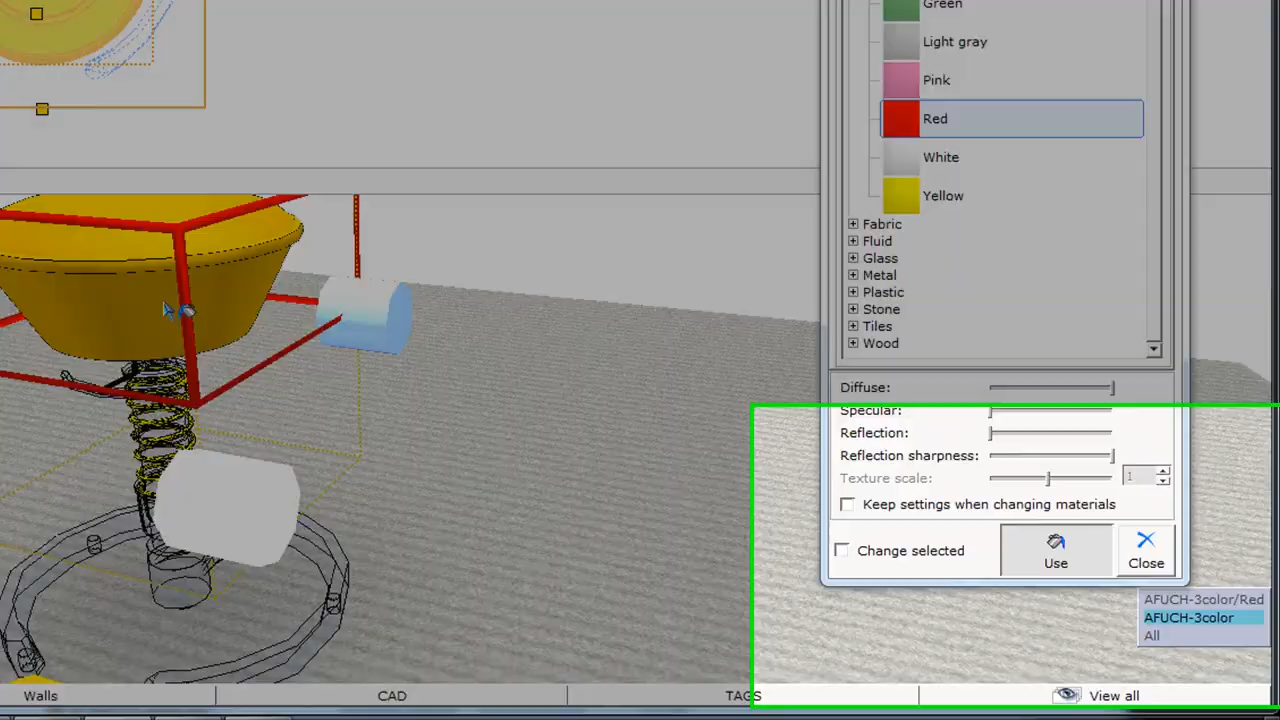 Green
Light gray
Pink
Red
White
Yellow
Fabric
Fluid
Glass
Metal
Plastic
Stone
Tiles
Wood
Diffuse:
Specular:
Reflection:
Reflection sharpness:
Texture scale:
1
Keep settings when changing materials
Change selected
Use
Close
AFUCH-3color/Red
AFUCH-3color
All
Walls
CAD
TAGS
View all